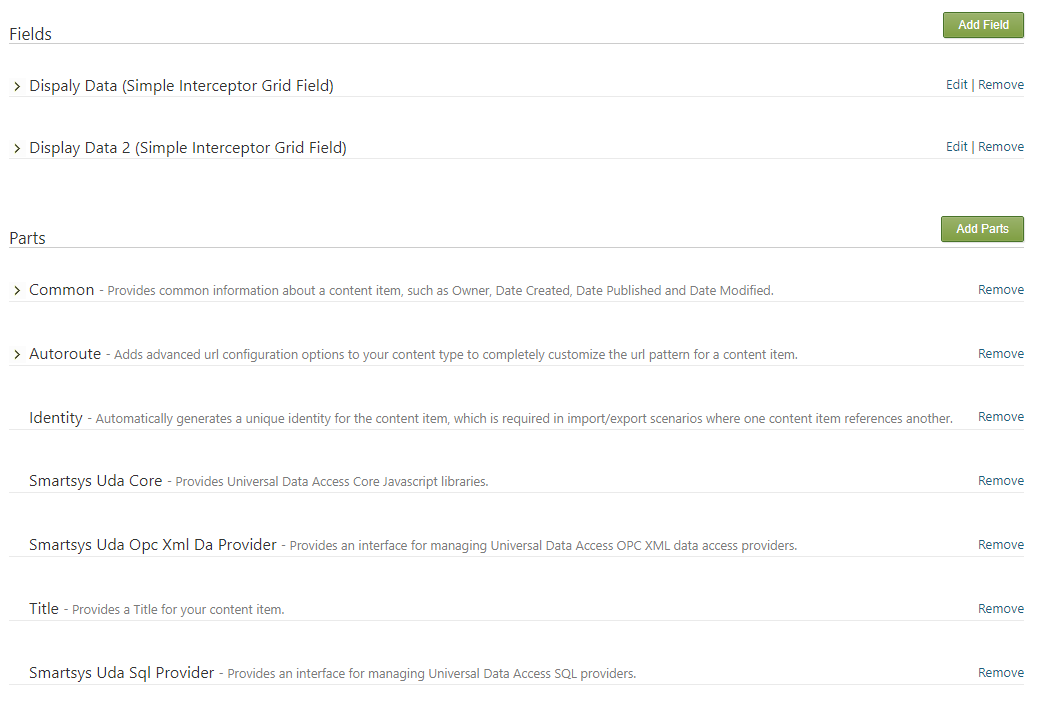 Fields
Add Field
Dispaly Data (Simple Interceptor Grid Field)
Edit | Remove
Display Data 2 (Simple Interceptor Grid Field)
Edit | Remove
Parts
Add Parts
Common - Provides common information about a content item, such as Owner, Date Created, Date Published and Date Modified.
Remove
Autoroute - Adds advanced url configuration options to your content type to completely customize the url pattern for a content item.
Remove
Identity - Automatically generates a unique identity for the content item, which is required in import/export scenarios where one content item references another.
Remove
Smartsys Uda Core - Provides Universal Data Access Core Javascript libraries.
Remove
Smartsys Uda Opc Xml Da Provider - Provides an interface for managing Universal Data Access OPC XML data access providers.
Remove
Title - Provides a Title for your content item.
Remove
Smartsys Uda Sql Provider - Provides an interface for managing Universal Data Access SQL providers.
Remove